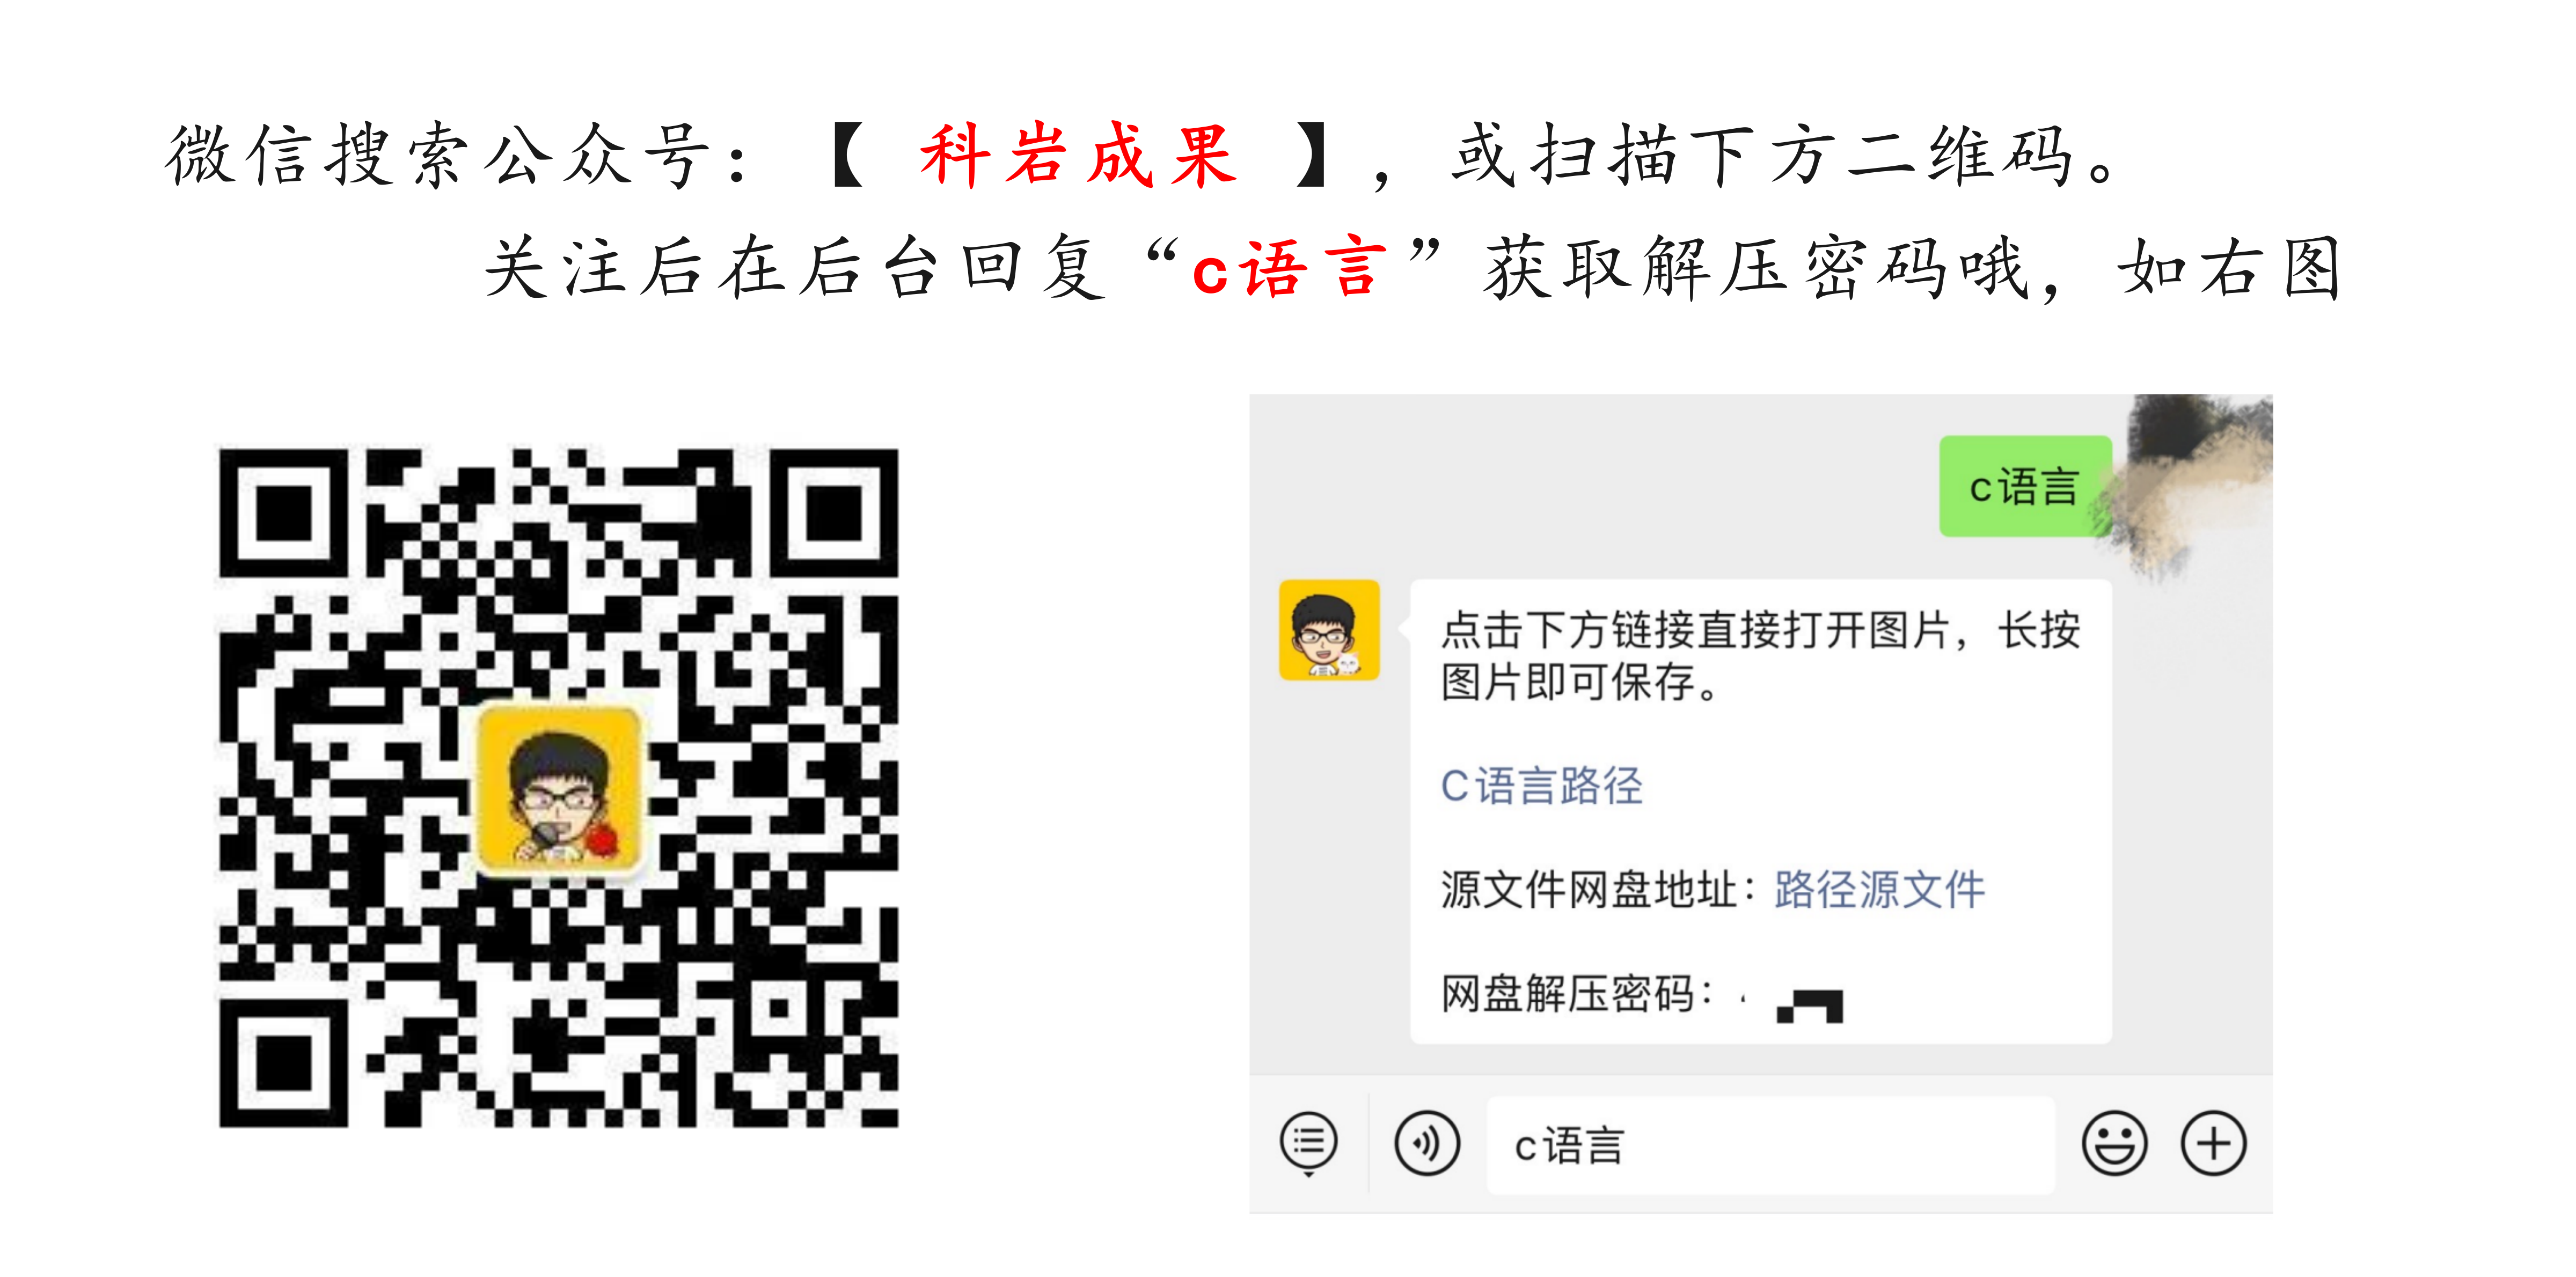 微信搜索公众号：【 科岩成果 】，或扫描下方二维码。
关注后在后台回复“c语言”获取解压密码哦，如右图
c语言
点击下方链接直接打开图片，长按
图片即可保存。
C语言路径
源文件网盘地址：路径源文件
网盘解压密码：
c语言